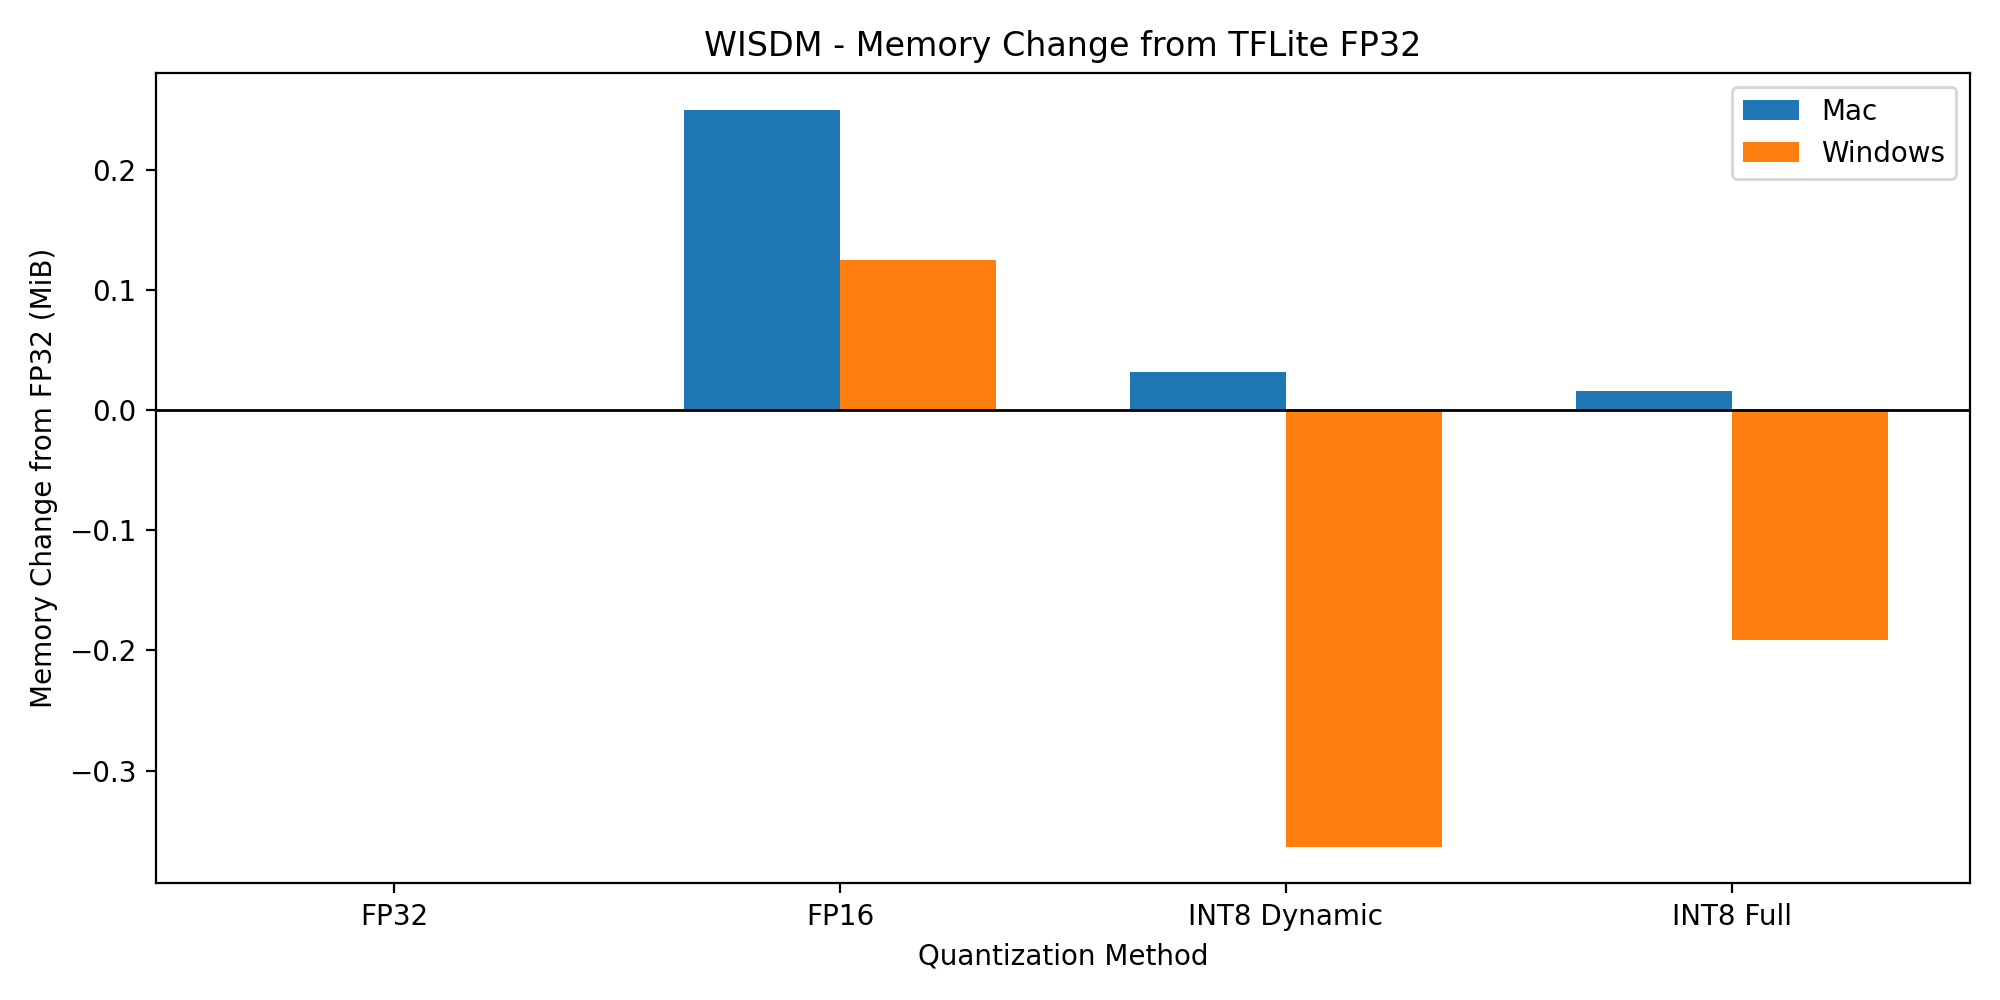 WISDM - Memory Change from TFLite FP32
Mac
Windows
Memory Change from FP32 (MiB)
0.2
0.1
0.0
−0.1
−0.2
−0.3
FP32
FP16
INT8 Dynamic
INT8 Full
Quantization Method